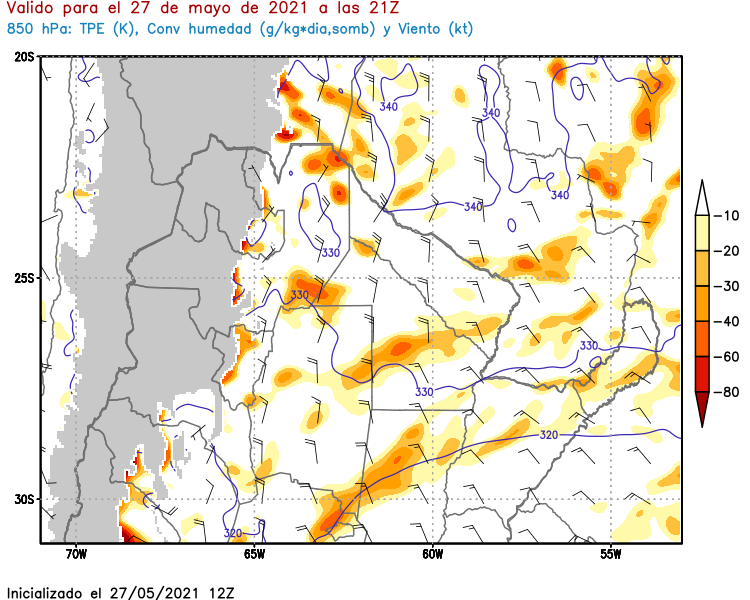 Valido para el 27 de mayo de 2021 a las 21Z
850 hPa: TPE (K), Conv humedad (g/kg*dia,somb) y Viento (kt)
20S
340
340
340
340
-10
330
-20
25S
330
-30
330
-40
-60
330
-80
320
30S
320
70W 65W 60W 55W
Inicializado el 27/05/2021 12Z